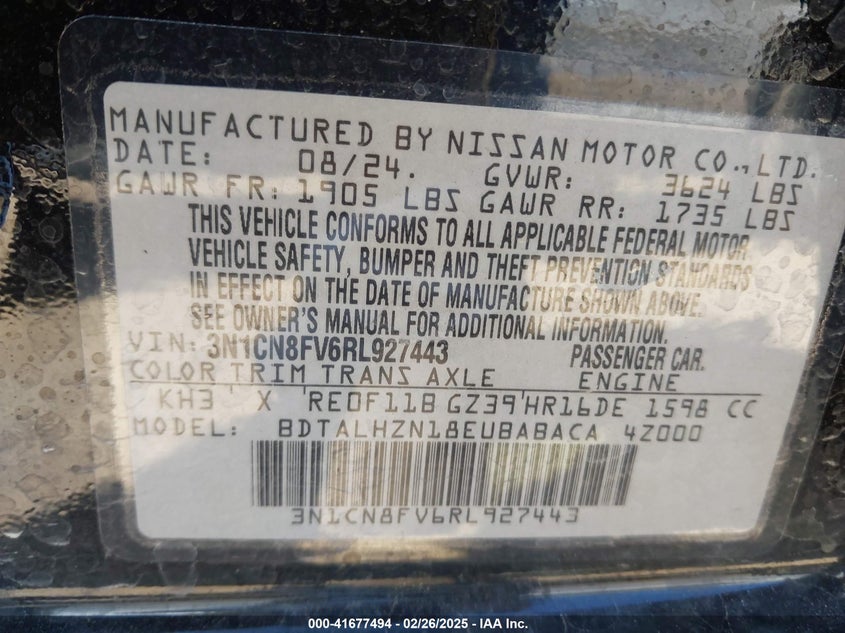 MANUFACTURED BY NISSAN MOTOR CO., LTD.
DATE: 08/24. GVWR: 3624 LBS
GAWR FR: 1905 LBS GAWR RR: 1735 LBS
THIS VEHICLE CONFORMS TO ALL APPLICABLE FEDERAL MOTOR
VEHICLE SAFETY, BUMPER AND THEFT PREVENTION STANDARDS
IN EFFECT ON THE DATE OF MANUFACTURE SHOWN ABOVE.
SEE OWNER'S MANUAL FOR ADDITIONAL INFORMATION.
VIN: 3N1CN8FV6RL927443 PASSENGER CAR.
COLOR TRIM TRANS AXLE ENGINE
KH3 X RE0F11B GZ39 HR16DE 1598 CC
MODEL: BDTALHZN18EUBABACA 4Z000
3N1CN8FV6RL927443
000-41677494 - 02/26/2025 - IAA Inc.